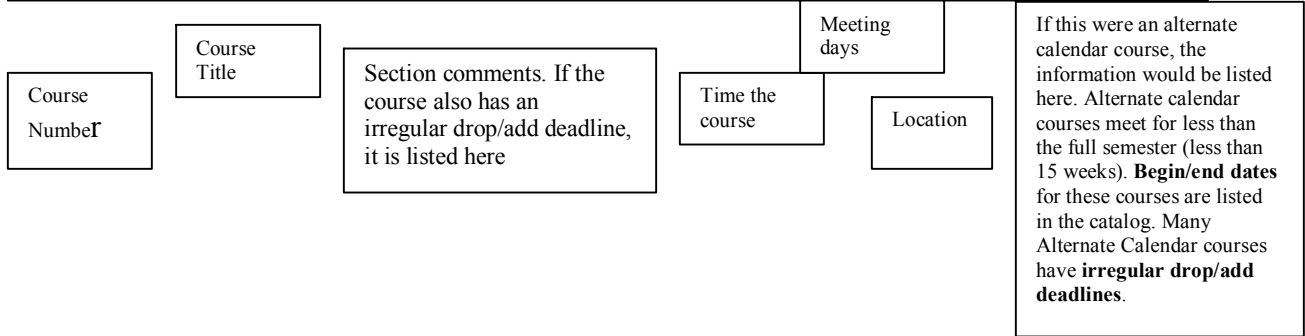 Course
Number
Course
Title
Section comments. If the
course also has an
irregular drop/add deadline,
it is listed here
Time the
course
Meeting
days
Location
If this were an alternate
calendar course, the
information would be listed
here. Alternate calendar
courses meet for less than
the full semester (less than
15 weeks). Begin/end dates
for these courses are listed
in the catalog. Many
Alternate Calendar courses
have irregular drop/add
deadlines.